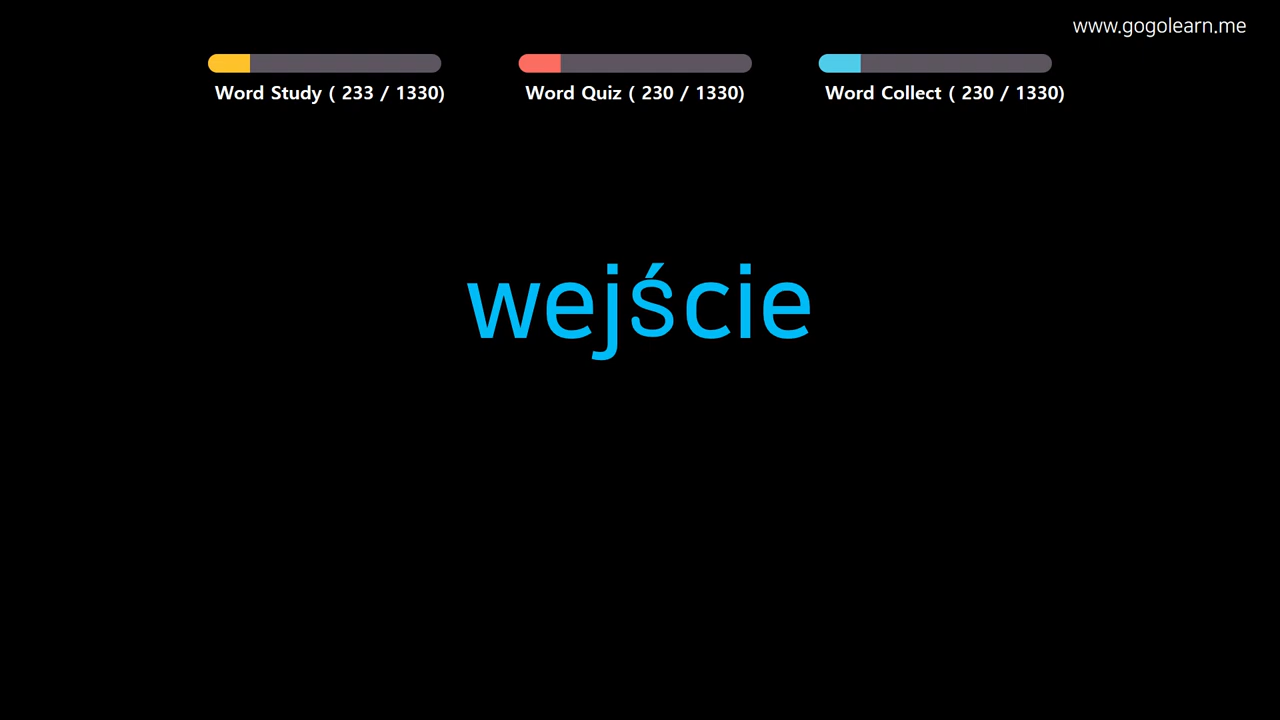 www.gogolearn.me
Word Study ( 233 / 1330)
Word Quiz ( 230 / 1330)
Word Collect ( 230 / 1330)
wejście